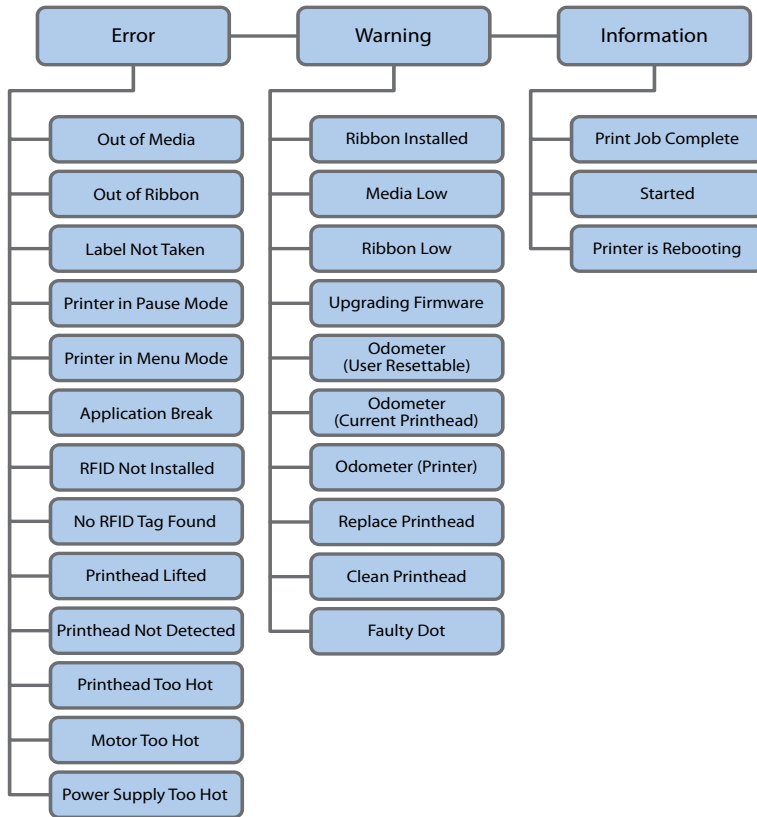 Error
Warning
Information
Out of Media
Out of Ribbon
Label Not Taken
Printer in Pause Mode
Printer in Menu Mode
Application Break
RFID Not Installed
No RFID Tag Found
Printhead Lifted
Printhead Not Detected
Printhead Too Hot
Motor Too Hot
Power Supply Too Hot
Ribbon Installed
Media Low
Ribbon Low
Upgrading Firmware
Odometer
(User Resettable)
Odometer
(Current Printhead)
Odometer (Printer)
Replace Printhead
Clean Printhead
Faulty Dot
Print Job Complete
Started
Printer is Rebooting